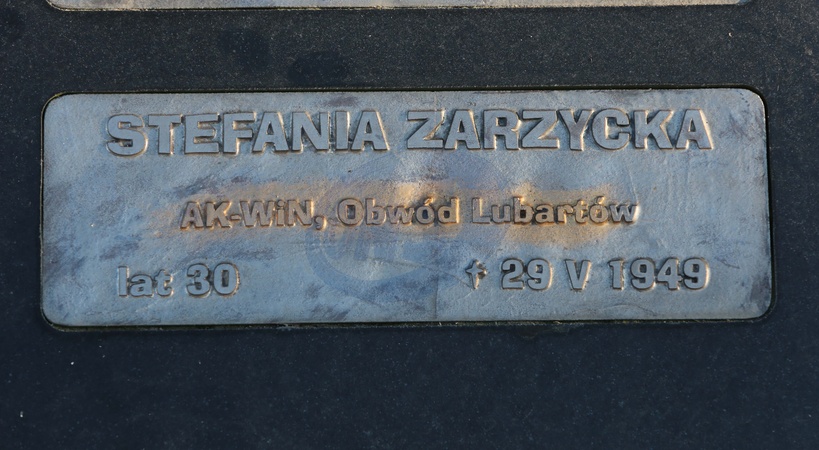 STEFANIA ZARZYCKA
AK-WiN, Obwód Lubartów
lat 30 † 29 V 1949